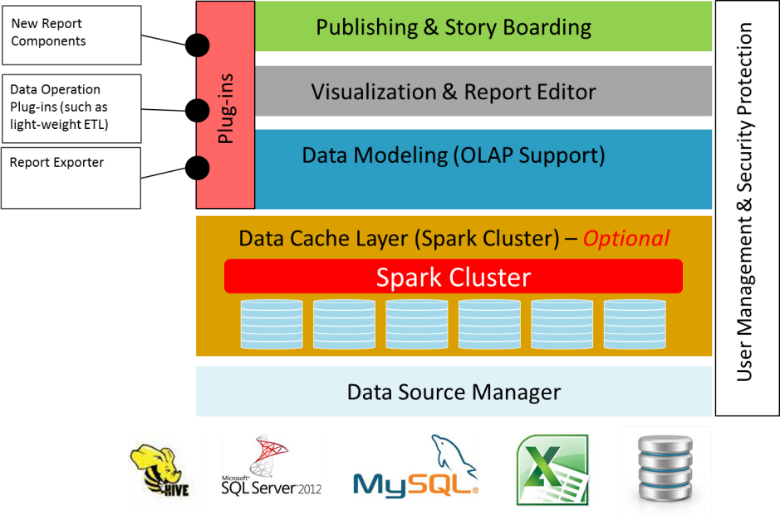 New Report
Components
Data Operation
Plug-ins (such as
light-weight ETL)
Report Exporter
Plug-ins
Publishing & Story Boarding
Visualization & Report Editor
Data Modeling (OLAP Support)
Data Cache Layer (Spark Cluster) – Optional
Spark Cluster
Data Source Manager
User Management & Security Protection
HIVE
Microsoft
SQL Server 2012
MySQL
X